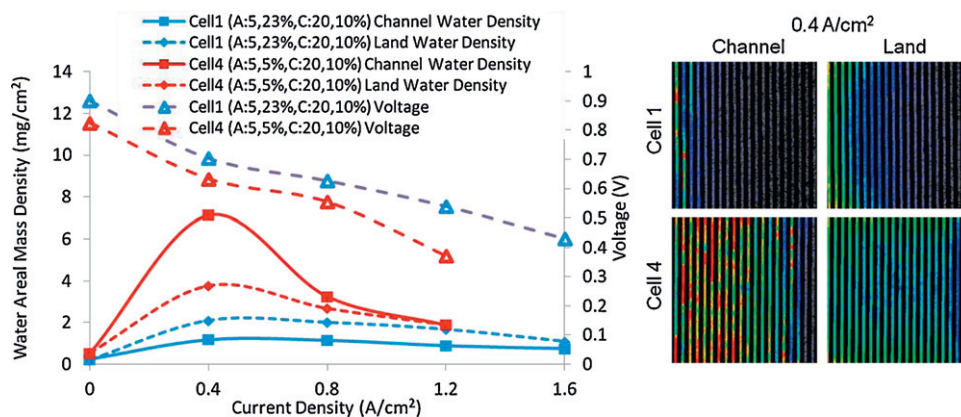 Cell1 (A:5,23%,C:20,10%) Channel Water Density
Cell1 (A:5,23%,C:20,10%) Land Water Density
Cell4 (A:5,5%,C:20,10%) Channel Water Density
Cell4 (A:5,5%,C:20,10%) Land Water Density
Cell1 (A:5,23%,C:20,10%) Voltage
Cell4 (A:5,5%,C:20,10%) Voltage
Water Areal Mass Density (mg/cm²)
14
12
10
8
6
4
2
0
0
0.4
0.8
1.2
1.6
Current Density (A/cm²)
1
0.9
0.8
0.7
0.6
0.5
0.4
0.3
0.2
0.1
0
Voltage (V)
0.4 A/cm²
Channel Land
Cell 1
Cell 4